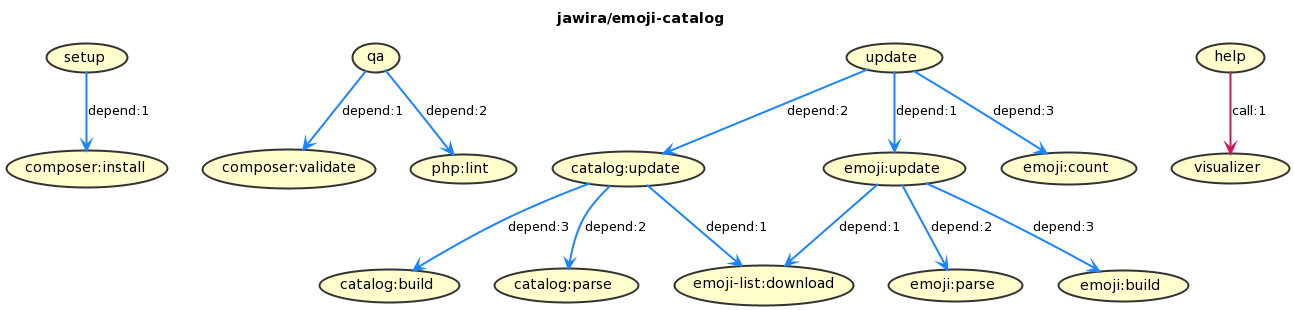 jawira/emoji-catalog
setup
qa
update
help
depend:1
depend:1
depend:2
depend:2
depend:1
depend:3
call:1
composer:install
composer:validate
php:lint
catalog:update
emoji:update
emoji:count
visualizer
depend:3
depend:2
depend:1
depend:1
depend:2
depend:3
catalog:build
catalog:parse
emoji-list:download
emoji:parse
emoji:build